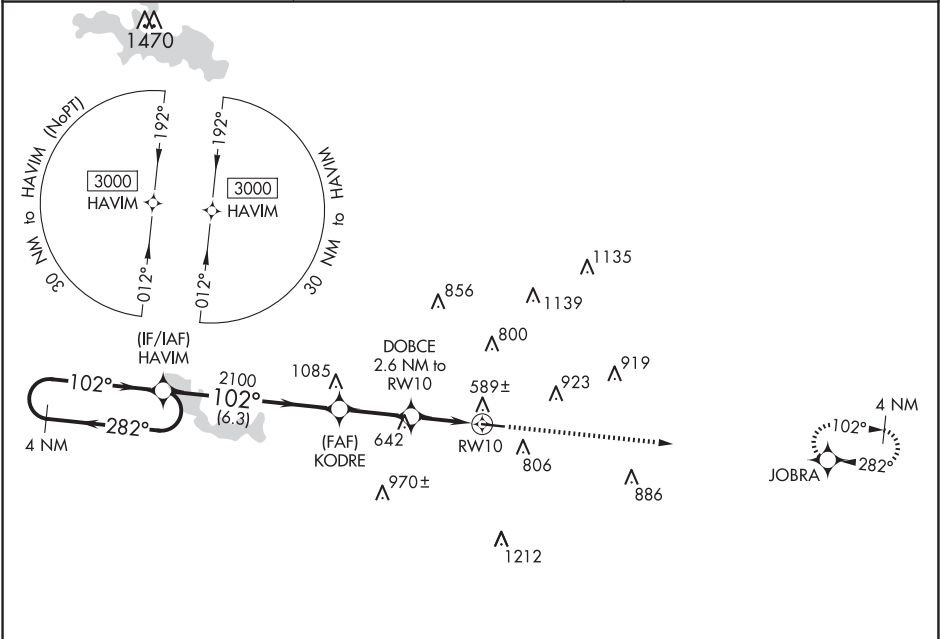 1470
30 NM to HAVIM (NoPT)
192°
3000
HAVIM
012°
192°
3000
HAVIM
012°
30 NM to HAVIM
1135
856
1139
(IF/IAF)
HAVIM
DOBCE
2.6 NM to
RW10
800
919
102°
2100
102°
(6.3)
1085
589±
923
4 NM
282°
4 NM
(FAF)
KODRE
642
RW10
806
102°
JOBRA
282°
970±
886
1212